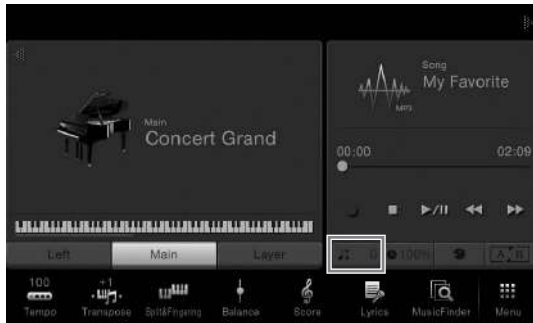 Main
Concert Grand
Song
My Favorite
MP3
00:00
02:09
Left
Main
Layer
0
100%
A B
100
Tempo
+1
Transpose
Split&Fingering
Balance
Score
Lyrics
MusicFinder
Menu